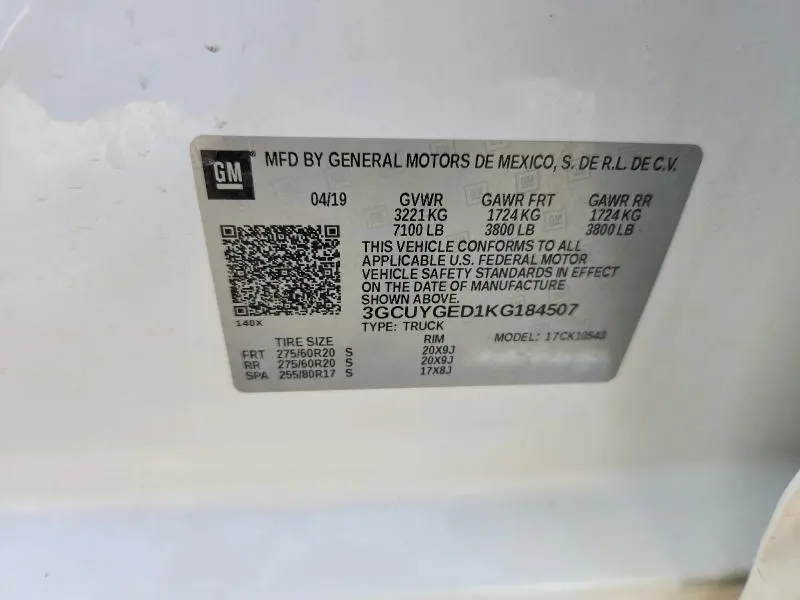 GM MFD BY GENERAL MOTORS DE MEXICO, S. DE R.L. DE C.V.
04/19 GVWR GAWR FRT GAWR RR
3221 KG 1724 KG 1724 KG
7100 LB 3800 LB 3800 LB
THIS VEHICLE CONFORMS TO ALL
APPLICABLE U.S. FEDERAL MOTOR
VEHICLE SAFETY STANDARDS IN EFFECT
ON THE DATE OF MANUFACTURE
SHOWN ABOVE.
3GCUYGED1KG184507
140X
TYPE: TRUCK
TIRE SIZE RIM MODEL: 17CK10543
FRT 275/60R20 S 20X9J
RR 275/60R20 S 20X9J
SPA 255/80R17 S 17X8J